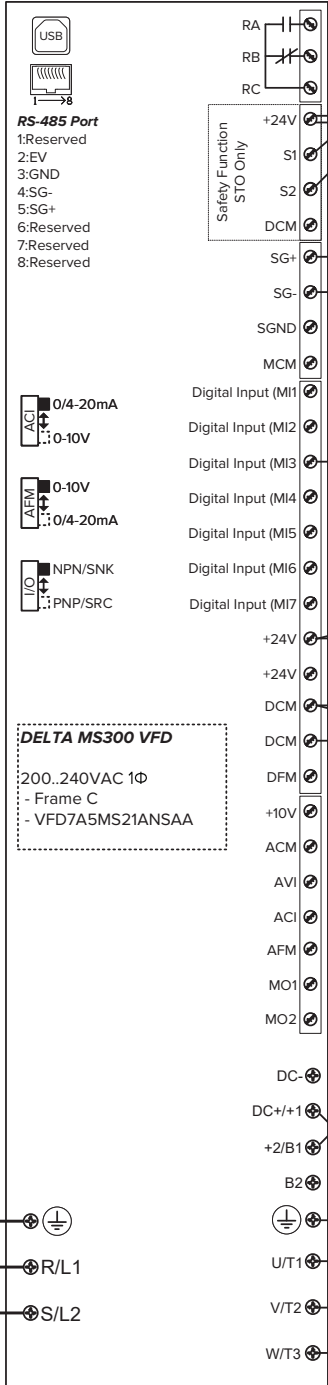 USB
1 8
RS-485 Port
1:Reserved
2:EV
3:GND
4:SG-
5:SG+
6:Reserved
7:Reserved
8:Reserved
ACI
0/4-20mA
0-10V
AFM
0-10V
0/4-20mA
I/O
NPN/SNK
PNP/SRC
DELTA MS300 VFD
200..240VAC 1Φ
- Frame C
- VFD7A5MS21ANSAA
R/L1
S/L2
RA
RB
RC
Safety Function
STO Only
+24V
S1
S2
DCM
SG+
SG-
SGND
MCM
Digital Input (MI1
Digital Input (MI2
Digital Input (MI3
Digital Input (MI4
Digital Input (MI5
Digital Input (MI6
Digital Input (MI7
+24V
+24V
DCM
DCM
DFM
+10V
ACM
AVI
ACI
AFM
MO1
MO2
DC-
DC+/+1
+2/B1
B2
U/T1
V/T2
W/T3